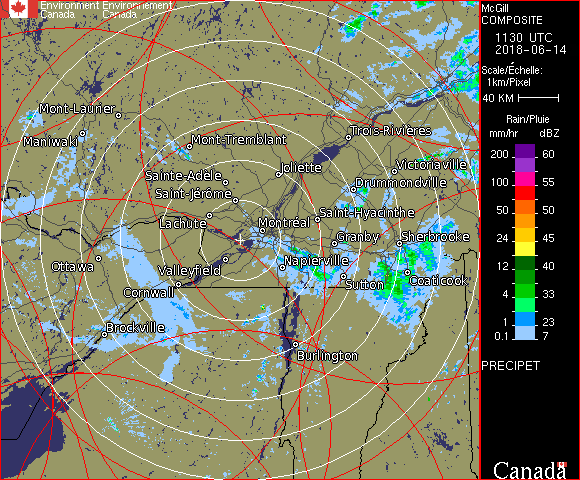 Environment Environnement
Canada Canada
McGill
COMPOSITE
1130 UTC
2018-06-14
Scale/Échelle:
1km/Pixel
40 KM
Rain/Pluie
mm/hr dBZ
200 60
100 55
50 50
24 45
12 40
4 33
1 23
0.1 7
PRECIPET
Canada
Mont-Laurier
Maniwaki
Mont-Tremblant
Trois-Rivières
Sainte-Adèle
Joliette
Victoriaville
Saint-Jérôme
Drummondville
Lachute
Montréal
Saint-Hyacinthe
Granby
Sherbrooke
Ottawa
Valleyfield
Napierville
Cornwall
Sutton
Coaticook
Brockville
Burlington